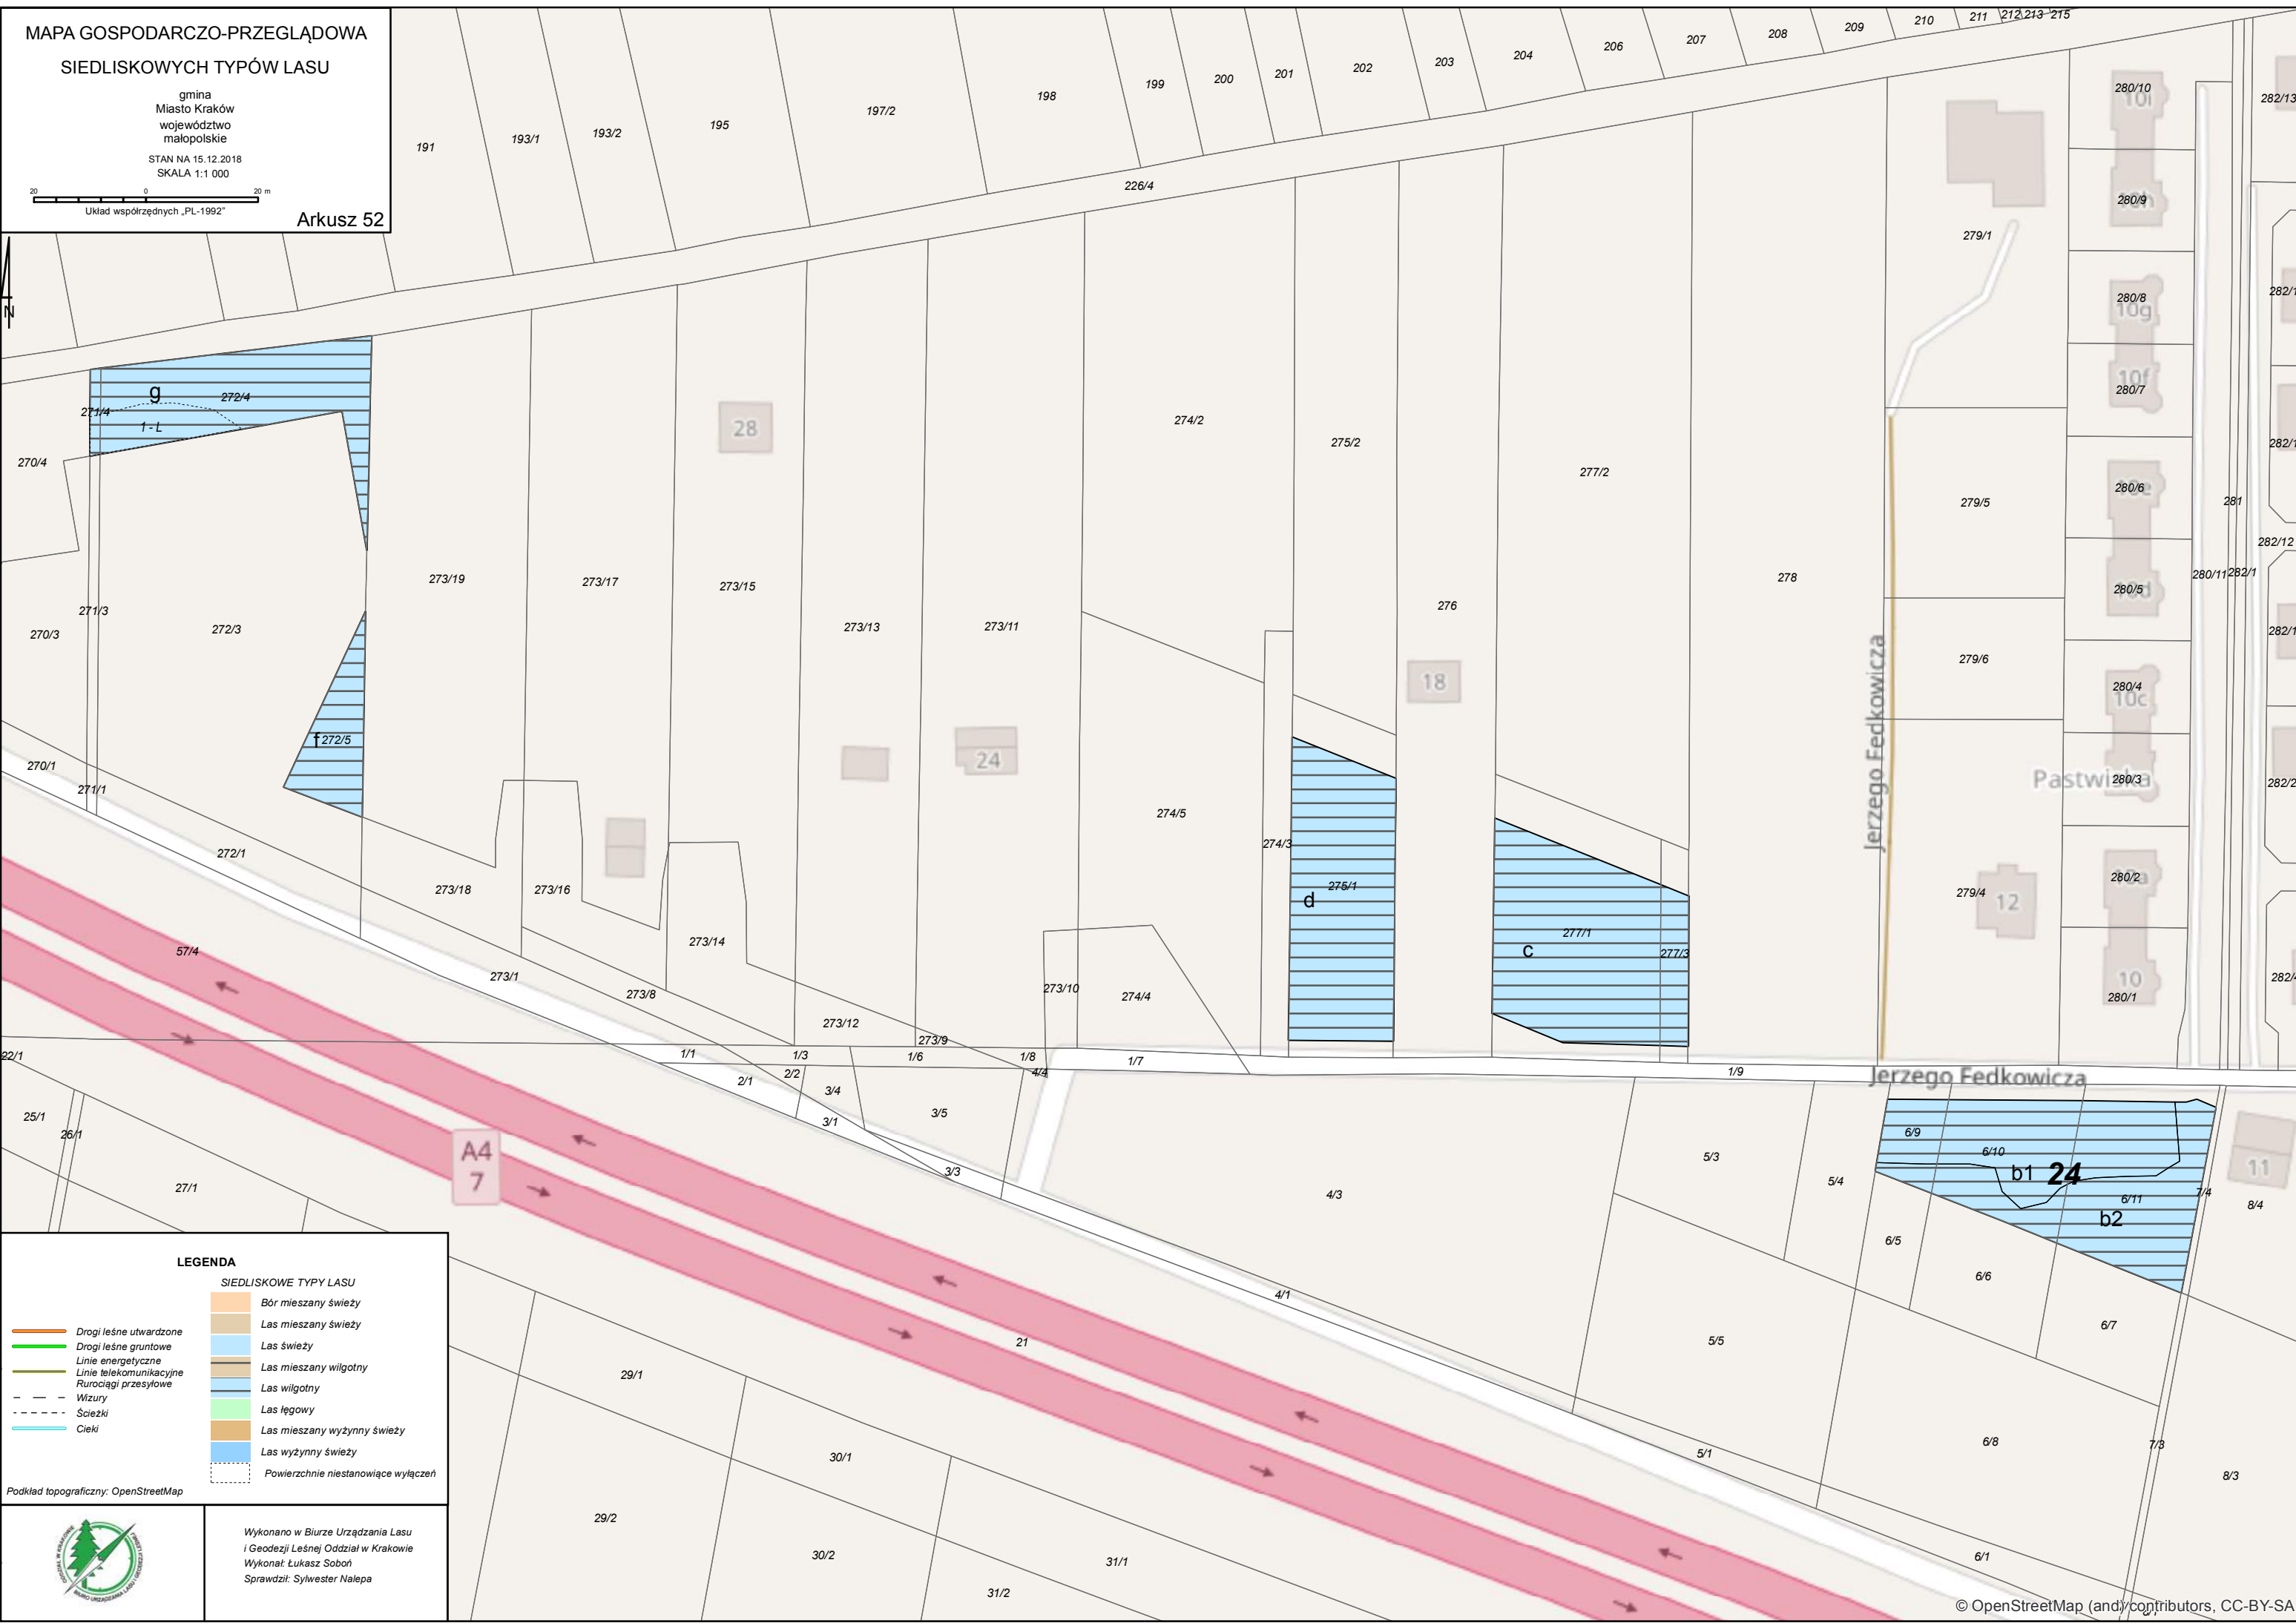 MAPA GOSPODARCZO-PRZEGLĄDOWA
SIEDLISKOWYCH TYPÓW LASU
gmina
Miasto Kraków
województwo
małopolskie
STAN NA 15.12.2018
SKALA 1:1 000
20 0 20 m
Układ współrzędnych „PL-1992”
Arkusz 52
N
191
193/1
193/2
195
197/2
198
199
200
201
202
203
204
206
207
208
209
210
211
212
213
215
226/4
280/10
10i
282/13
280/9
279/1
280/8
10g
10f
280/7
g
272/4
271/4
1 - L
28
274/2
275/2
277/2
270/4
280/6
279/5
281
282/12
273/19
273/17
273/15
278
280/11
282/1
280/5
271/3
276
270/3
272/3
273/13
273/11
279/6
18
280/4
10c
Jerzego Fedkowicza
f
272/5
24
270/1
271/1
Pastwiska
280/3
274/5
274/3
272/1
275/1
d
273/18
273/16
279/4
12
280/2
277/1
c
277/3
273/14
57/4
273/1
273/8
273/10
274/4
10
280/1
273/12
273/9
22/1
1/1
1/3
1/6
1/8
1/7
4/4
1/9
Jerzego Fedkowicza
2/1
2/2
3/4
3/5
3/1
25/1
26/1
6/9
6/10
A4
7
3/3
5/3
b1
24
11
27/1
4/3
5/4
6/11
7/4
8/4
b2
6/5
6/6
4/1
21
5/5
6/7
29/1
30/1
5/1
6/8
7/3
8/3
29/2
30/2
31/1
31/2
6/1
LEGENDA
SIEDLISKOWE TYPY LASU
Bór mieszany świeży
Las mieszany świeży
Las świeży
Las mieszany wilgotny
Las wilgotny
Las łęgowy
Las mieszany wyżynny świeży
Las wyżynny świeży
Powierzchnie niestanowiące wyłączeń
Drogi leśne utwardzone
Drogi leśne gruntowe
Linie energetyczne
Linie telekomunikacyjne
Rurociągi przesyłowe
Wizury
Ścieżki
Cieki
Podkład topograficzny: OpenStreetMap
Wykonano w Biurze Urządzania Lasu
i Geodezji Leśnej Oddział w Krakowie
Wykonał: Łukasz Soboń
Sprawdził: Sylwester Nalepa
© OpenStreetMap (and) contributors, CC-BY-SA